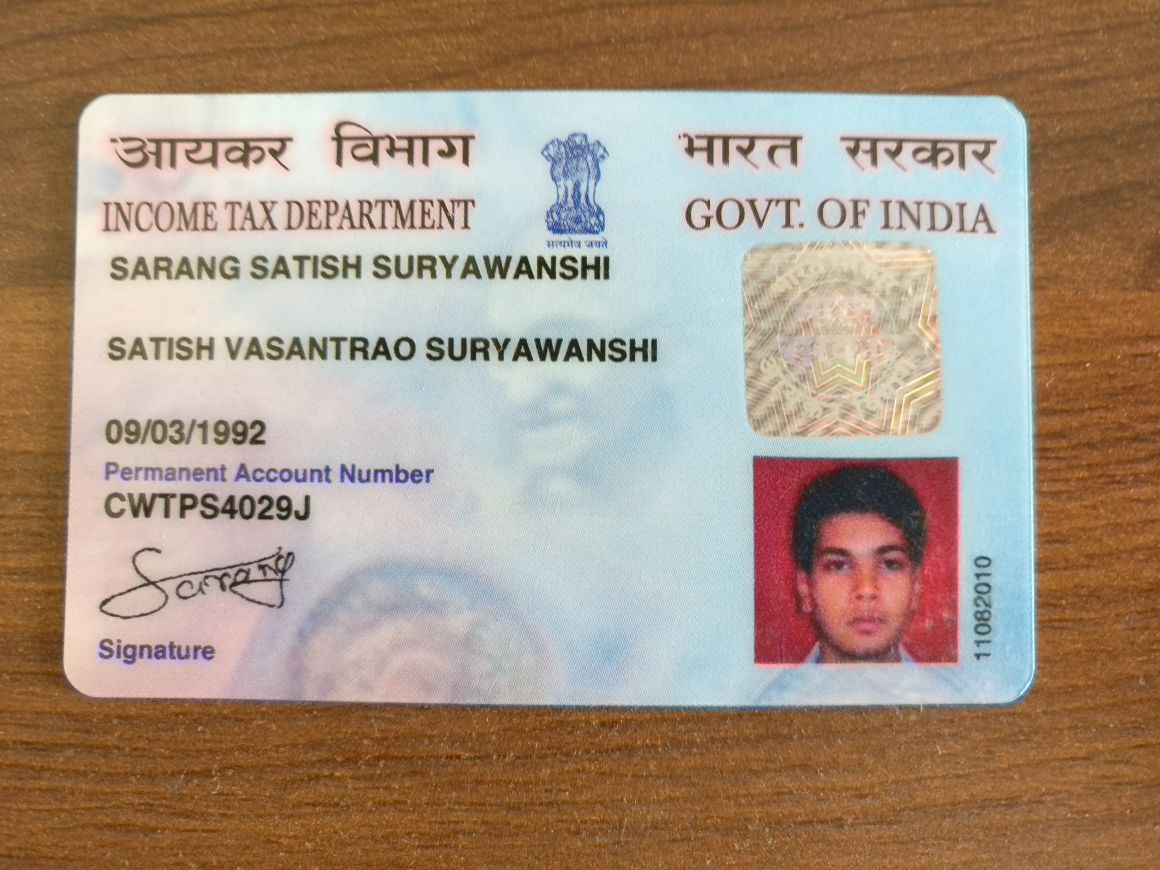 आयकर विभाग
INCOME TAX DEPARTMENT
सत्यमेव जयते
भारत सरकार
GOVT. OF INDIA
SARANG SATISH SURYAWANSHI
SATISH VASANTRAO SURYAWANSHI
09/03/1992
Permanent Account Number
CWTPS4029J
Sarang
Signature
11082010